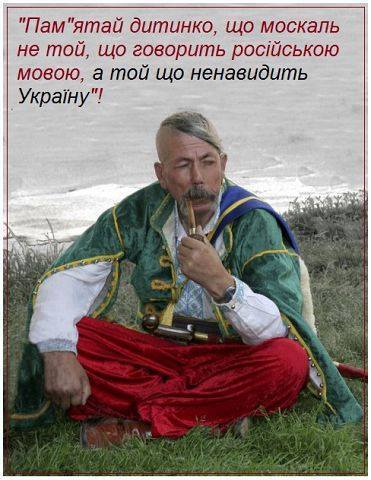 "Пам"ятай дитинко, що москаль
не той, що говорить російською
мовою, а той що ненавидить
Україну"!